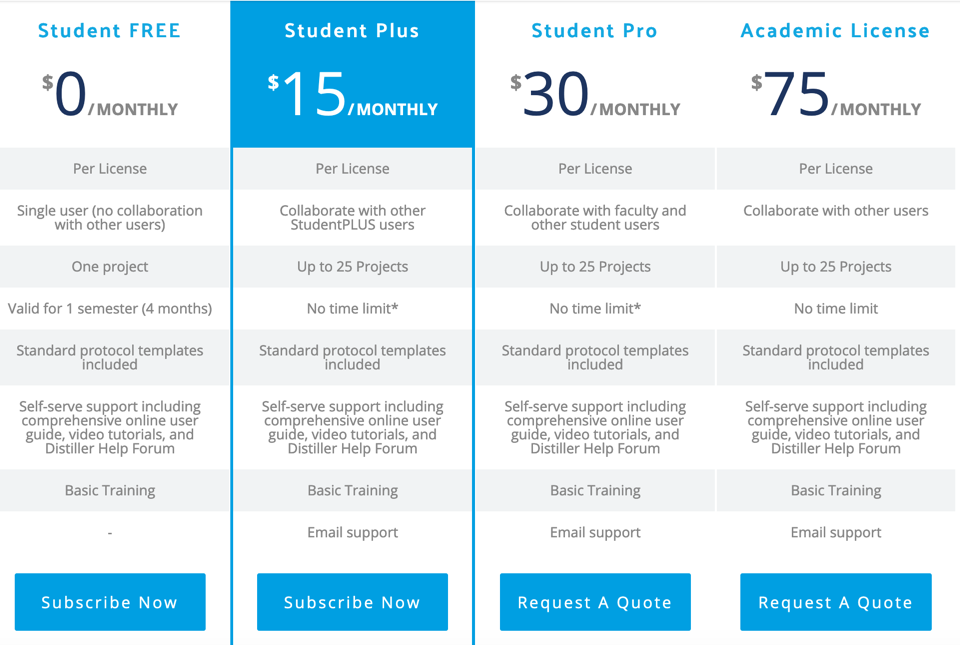 Student FREE
$0/MONTHLY
Per License
Single user (no collaboration
with other users)
One project
Valid for 1 semester (4 months)
Standard protocol templates
included
Self-serve support including
comprehensive online user
guide, video tutorials, and
Distiller Help Forum
Basic Training
-
Subscribe Now
Student Plus
$15/MONTHLY
Per License
Collaborate with other
StudentPLUS users
Up to 25 Projects
No time limit*
Standard protocol templates
included
Self-serve support including
comprehensive online user
guide, video tutorials, and
Distiller Help Forum
Basic Training
Email support
Subscribe Now
Student Pro
$30/MONTHLY
Per License
Collaborate with faculty and
other student users
Up to 25 Projects
No time limit*
Standard protocol templates
included
Self-serve support including
comprehensive online user
guide, video tutorials, and
Distiller Help Forum
Basic Training
Email support
Request A Quote
Academic License
$75/MONTHLY
Per License
Collaborate with other users
Up to 25 Projects
No time limit
Standard protocol templates
included
Self-serve support including
comprehensive online user
guide, video tutorials, and
Distiller Help Forum
Basic Training
Email support
Request A Quote